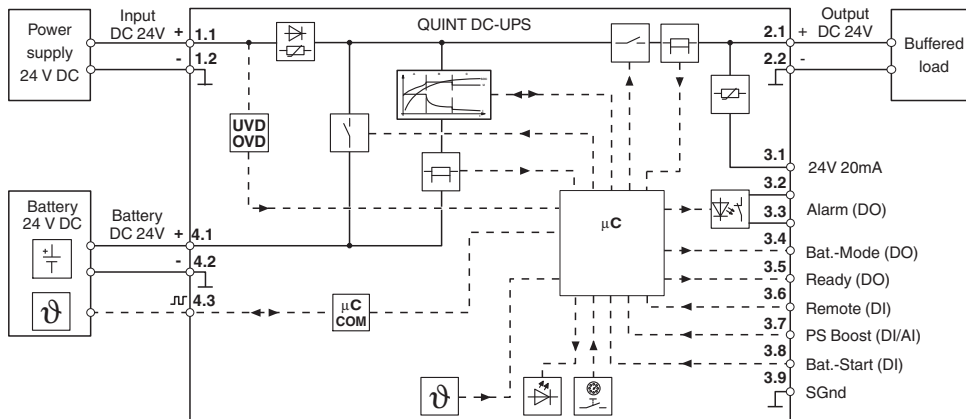 Power
supply
24 V DC
Input
DC 24V
+
1.1
-
1.2
QUINT DC-UPS
2.1
+
2.2
-
Output
DC 24V
Buffered
load
UVD
OVD
3.1
24V 20mA
3.2
3.3
Alarm (DO)
3.4
Bat.-Mode (DO)
3.5
Ready (DO)
3.6
Remote (DI)
3.7
PS Boost (DI/AI)
3.8
Bat.-Start (DI)
3.9
SGnd
µC
Battery
24 V DC
+
ϑ
Battery
DC 24V
+
4.1
-
4.2
4.3
µC
COM
ϑ